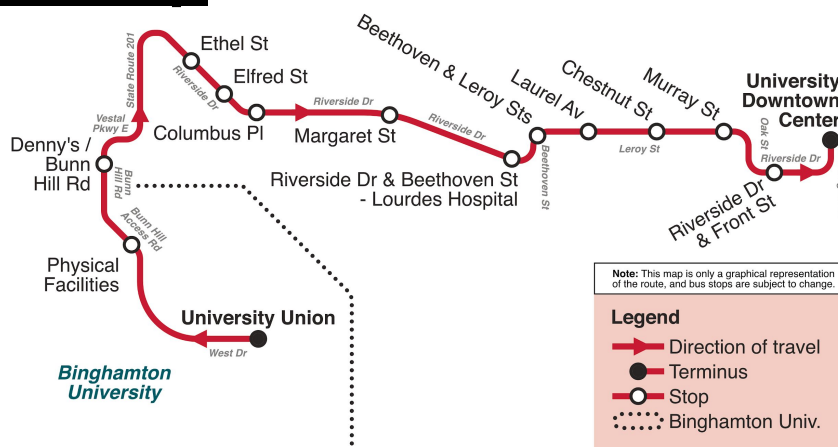 State Route 201
Ethel St
Riverside Dr
Elfred St
Columbus Pl
Riverside Dr
Margaret St
Riverside Dr
Beethoven & Leroy Sts
Laurel Av
Chestnut St
Murray St
University
Downtown
Center
Vestal
Pkwy E
Denny's /
Bunn
Hill Rd
Bunn
Hill Rd
Riverside Dr & Beethoven St
- Lourdes Hospital
Beethoven St
Leroy St
Oak St
Riverside Dr
Riverside Dr
& Front St
Bunn Hill
Access Rd
Physical
Facilities
University Union
West Dr
Binghamton
University
Note: This map is only a graphical representation
of the route, and bus stops are subject to change.
Legend
Direction of travel
Terminus
Stop
Binghamton Univ.